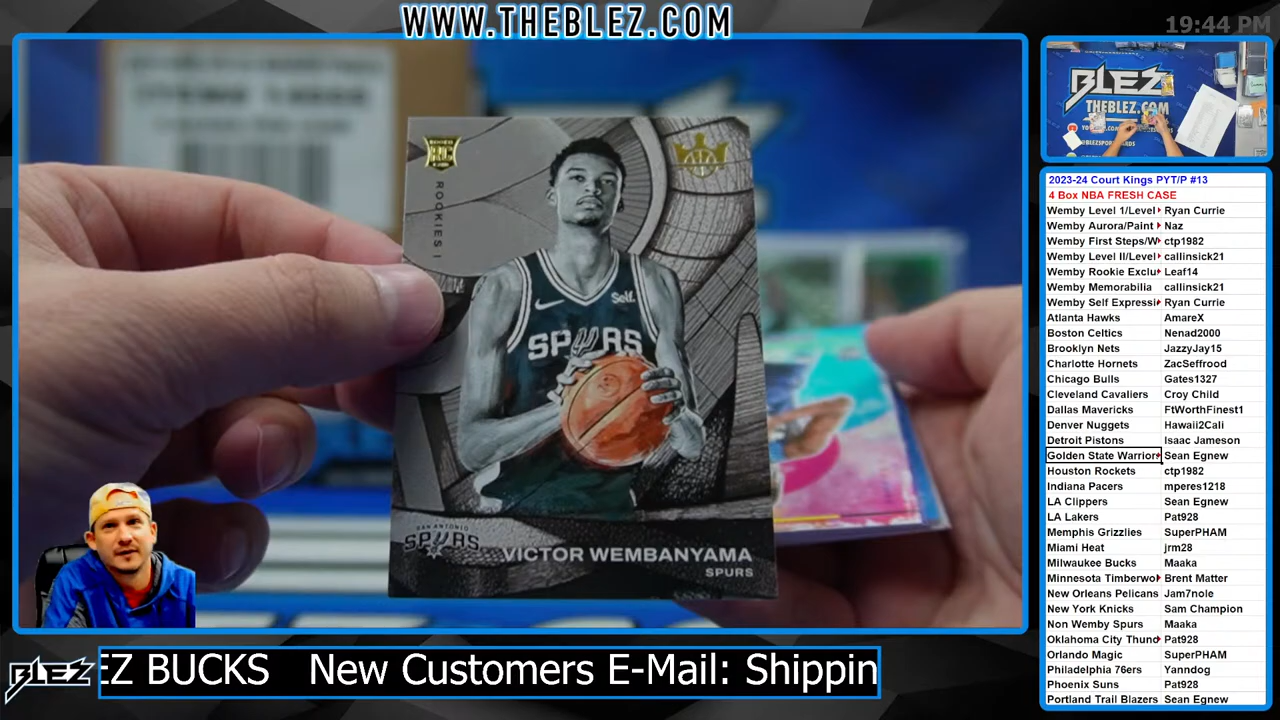 WWW.THEBLEZ.COM
19:44 PM
RC
ROOKIES I
Self.
SPURS
SAN ANTONIO
SPURS
VICTOR WEMBANYAMA
SPURS
BLEZ
THEBLEZ.COM
2023-24 Court Kings PYT/P #13
4 Box NBA FRESH CASE
Wemby Level 1/Level Ryan Currie
Wemby Aurora/Paint Naz
Wemby First Steps/W ctp1982
Wemby Level II/Level callinsick21
Wemby Rookie Exclu Leaf14
Wemby Memorabilia callinsick21
Wemby Self Expressi Ryan Currie
Atlanta Hawks AmareX
Boston Celtics Nenad2000
Brooklyn Nets JazzyJay15
Charlotte Hornets ZacSeffrood
Chicago Bulls Gates1327
Cleveland Cavaliers Croy Child
Dallas Mavericks FtWorthFinest1
Denver Nuggets Hawaii2Cali
Detroit Pistons Isaac Jameson
Golden State Warrior Sean Egnew
Houston Rockets ctp1982
Indiana Pacers mperes1218
LA Clippers Sean Egnew
LA Lakers Pat928
Memphis Grizzlies SuperPHAM
Miami Heat jrm28
Milwaukee Bucks Maaka
Minnesota Timberwol Brent Matter
New Orleans Pelicans Jam7nole
New York Knicks Sam Champion
Non Wemby Spurs Maaka
Oklahoma City Thund Pat928
Orlando Magic SuperPHAM
Philadelphia 76ers Yanndog
Phoenix Suns Pat928
Portland Trail Blazers Sean Egnew
BLEZ
EZ BUCKS New Customers E-Mail: Shippin